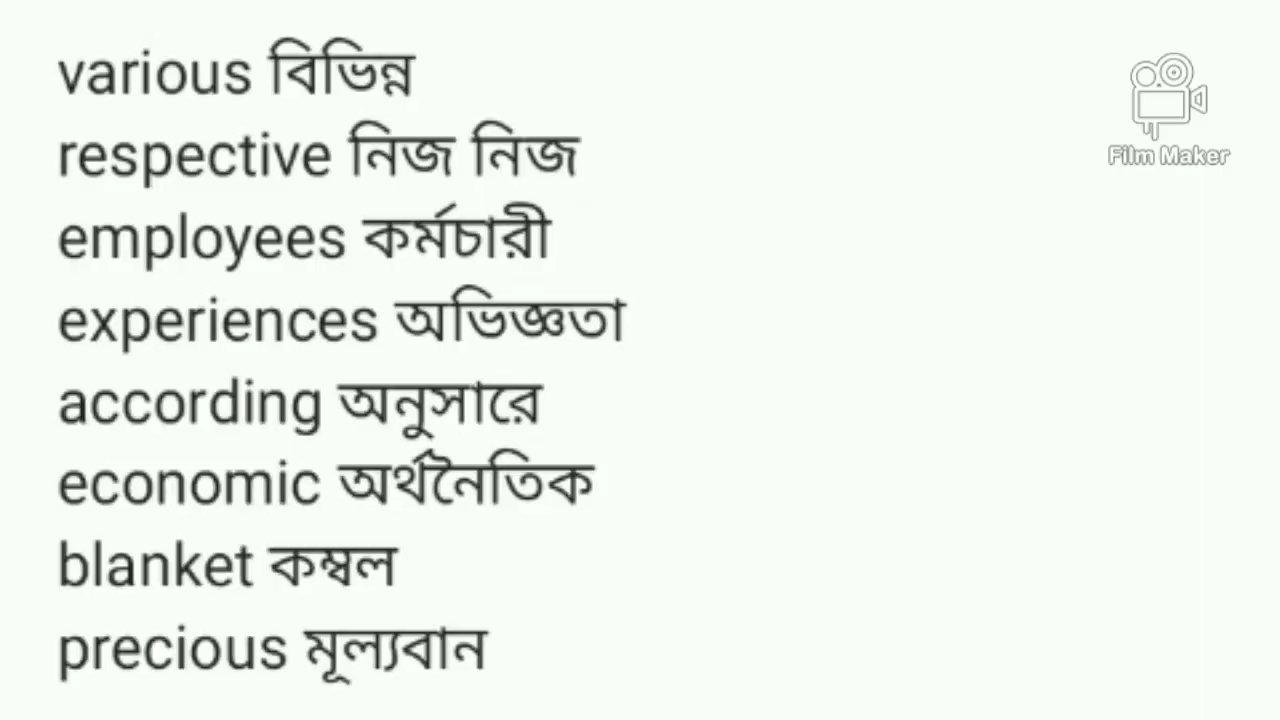 various বিভিন্ন
respective নিজ নিজ
employees কর্মচারী
experiences অভিজ্ঞতা
according অনুসারে
economic অর্থনৈতিক
blanket কম্বল
precious মূল্যবান
Film Maker